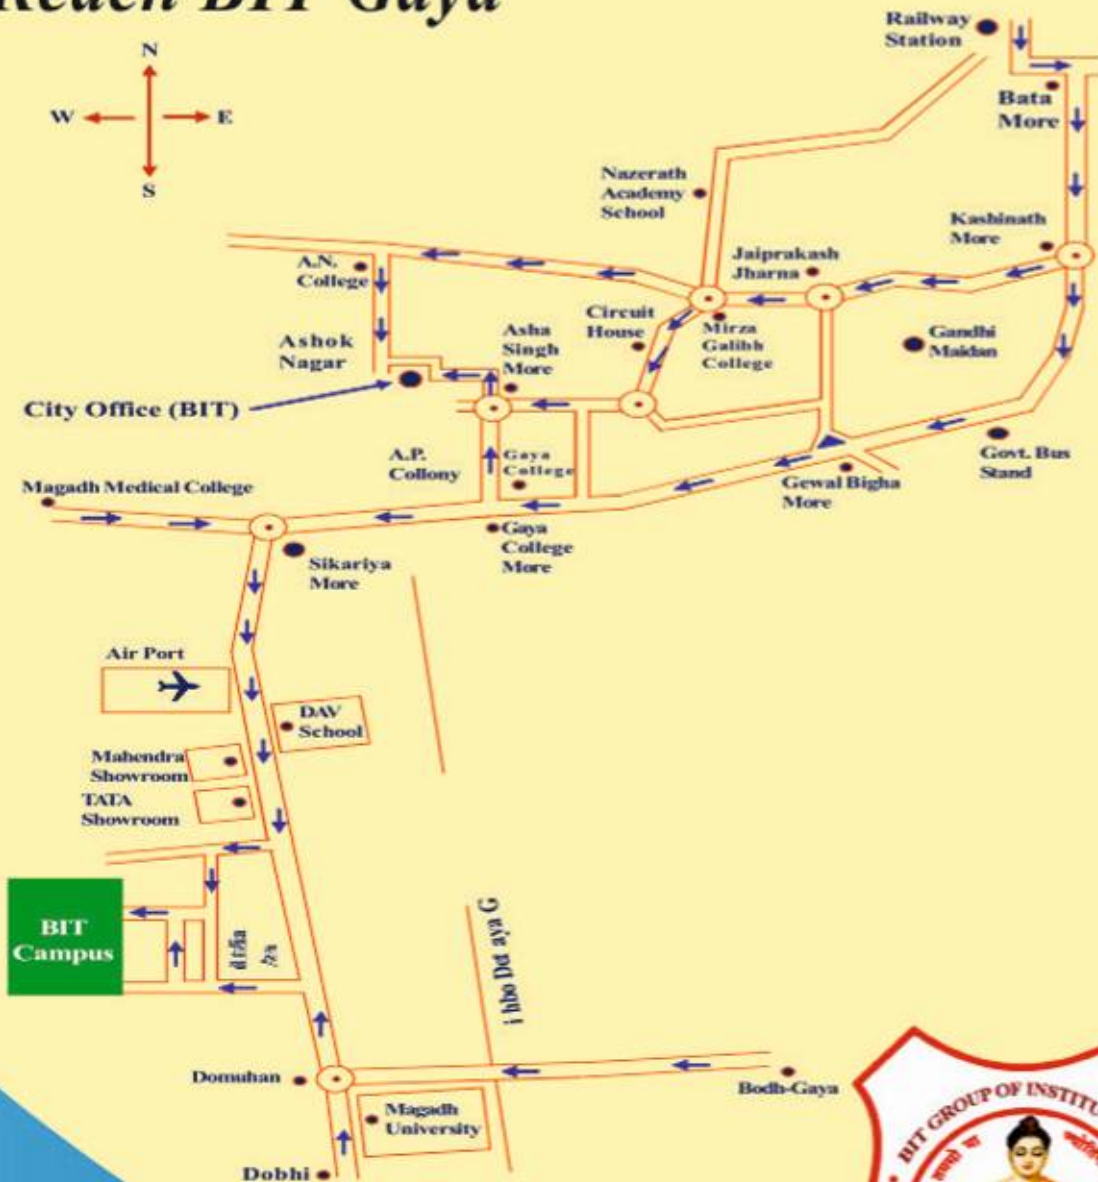 Reach BIT Gaya
N
W
E
S
Railway
Station
Bata
More
Nazerath
Academy
School
Kashinath
More
Jaiprakash
Jharna
A.N.
College
Circuit
House
Mirza
Galibh
College
Gandhi
Maidan
Ashok
Nagar
Asha
Singh
More
City Office (BIT)
A.P.
Collony
Gaya
College
Govt. Bus
Stand
Gewal Bigha
More
Magadh Medical College
Gaya
College
More
Sikariya
More
Air Port
DAV
School
Mahendra
Showroom
TATA
Showroom
BIT
Campus
Domuhan
Bodh-Gaya
Magadh
University
Dobhi
BIT GROUP OF